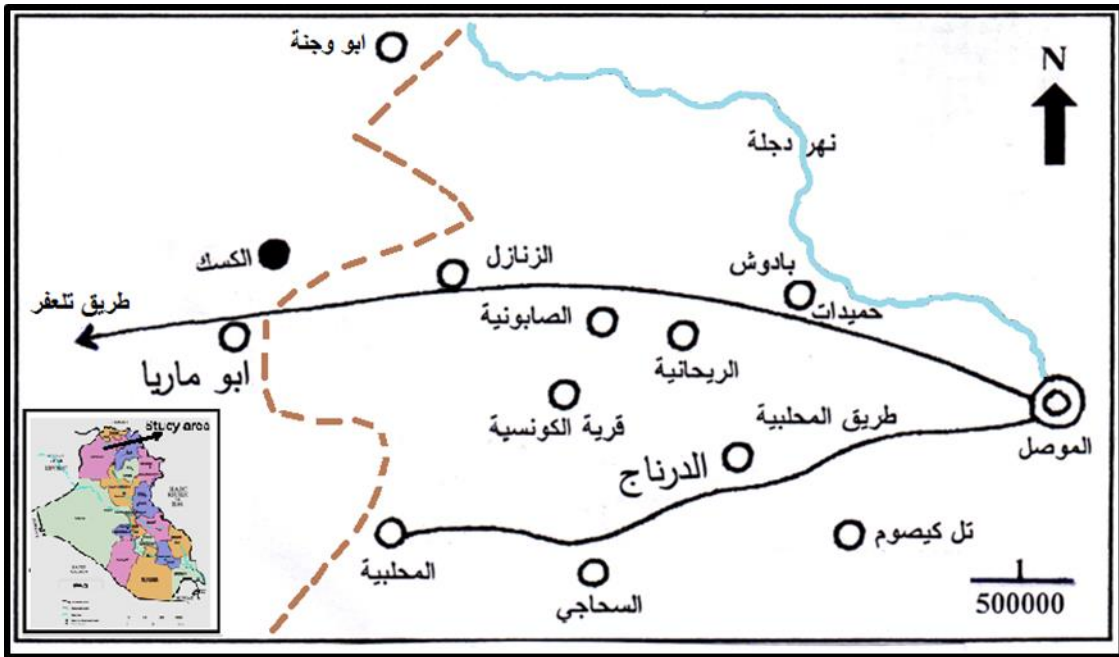 ابو وجنة
N
نهر دجلة
الكسك
الزنازل
بادوش
حميدات
طريق تلعفر
الصابونية
ابو ماريا
الريحانية
قرية الكونسية
طريق المحلبية
الموصل
الدرناج
المحلبية
تل كيصوم
السحاجي
1
500000
Study area
IRAQ